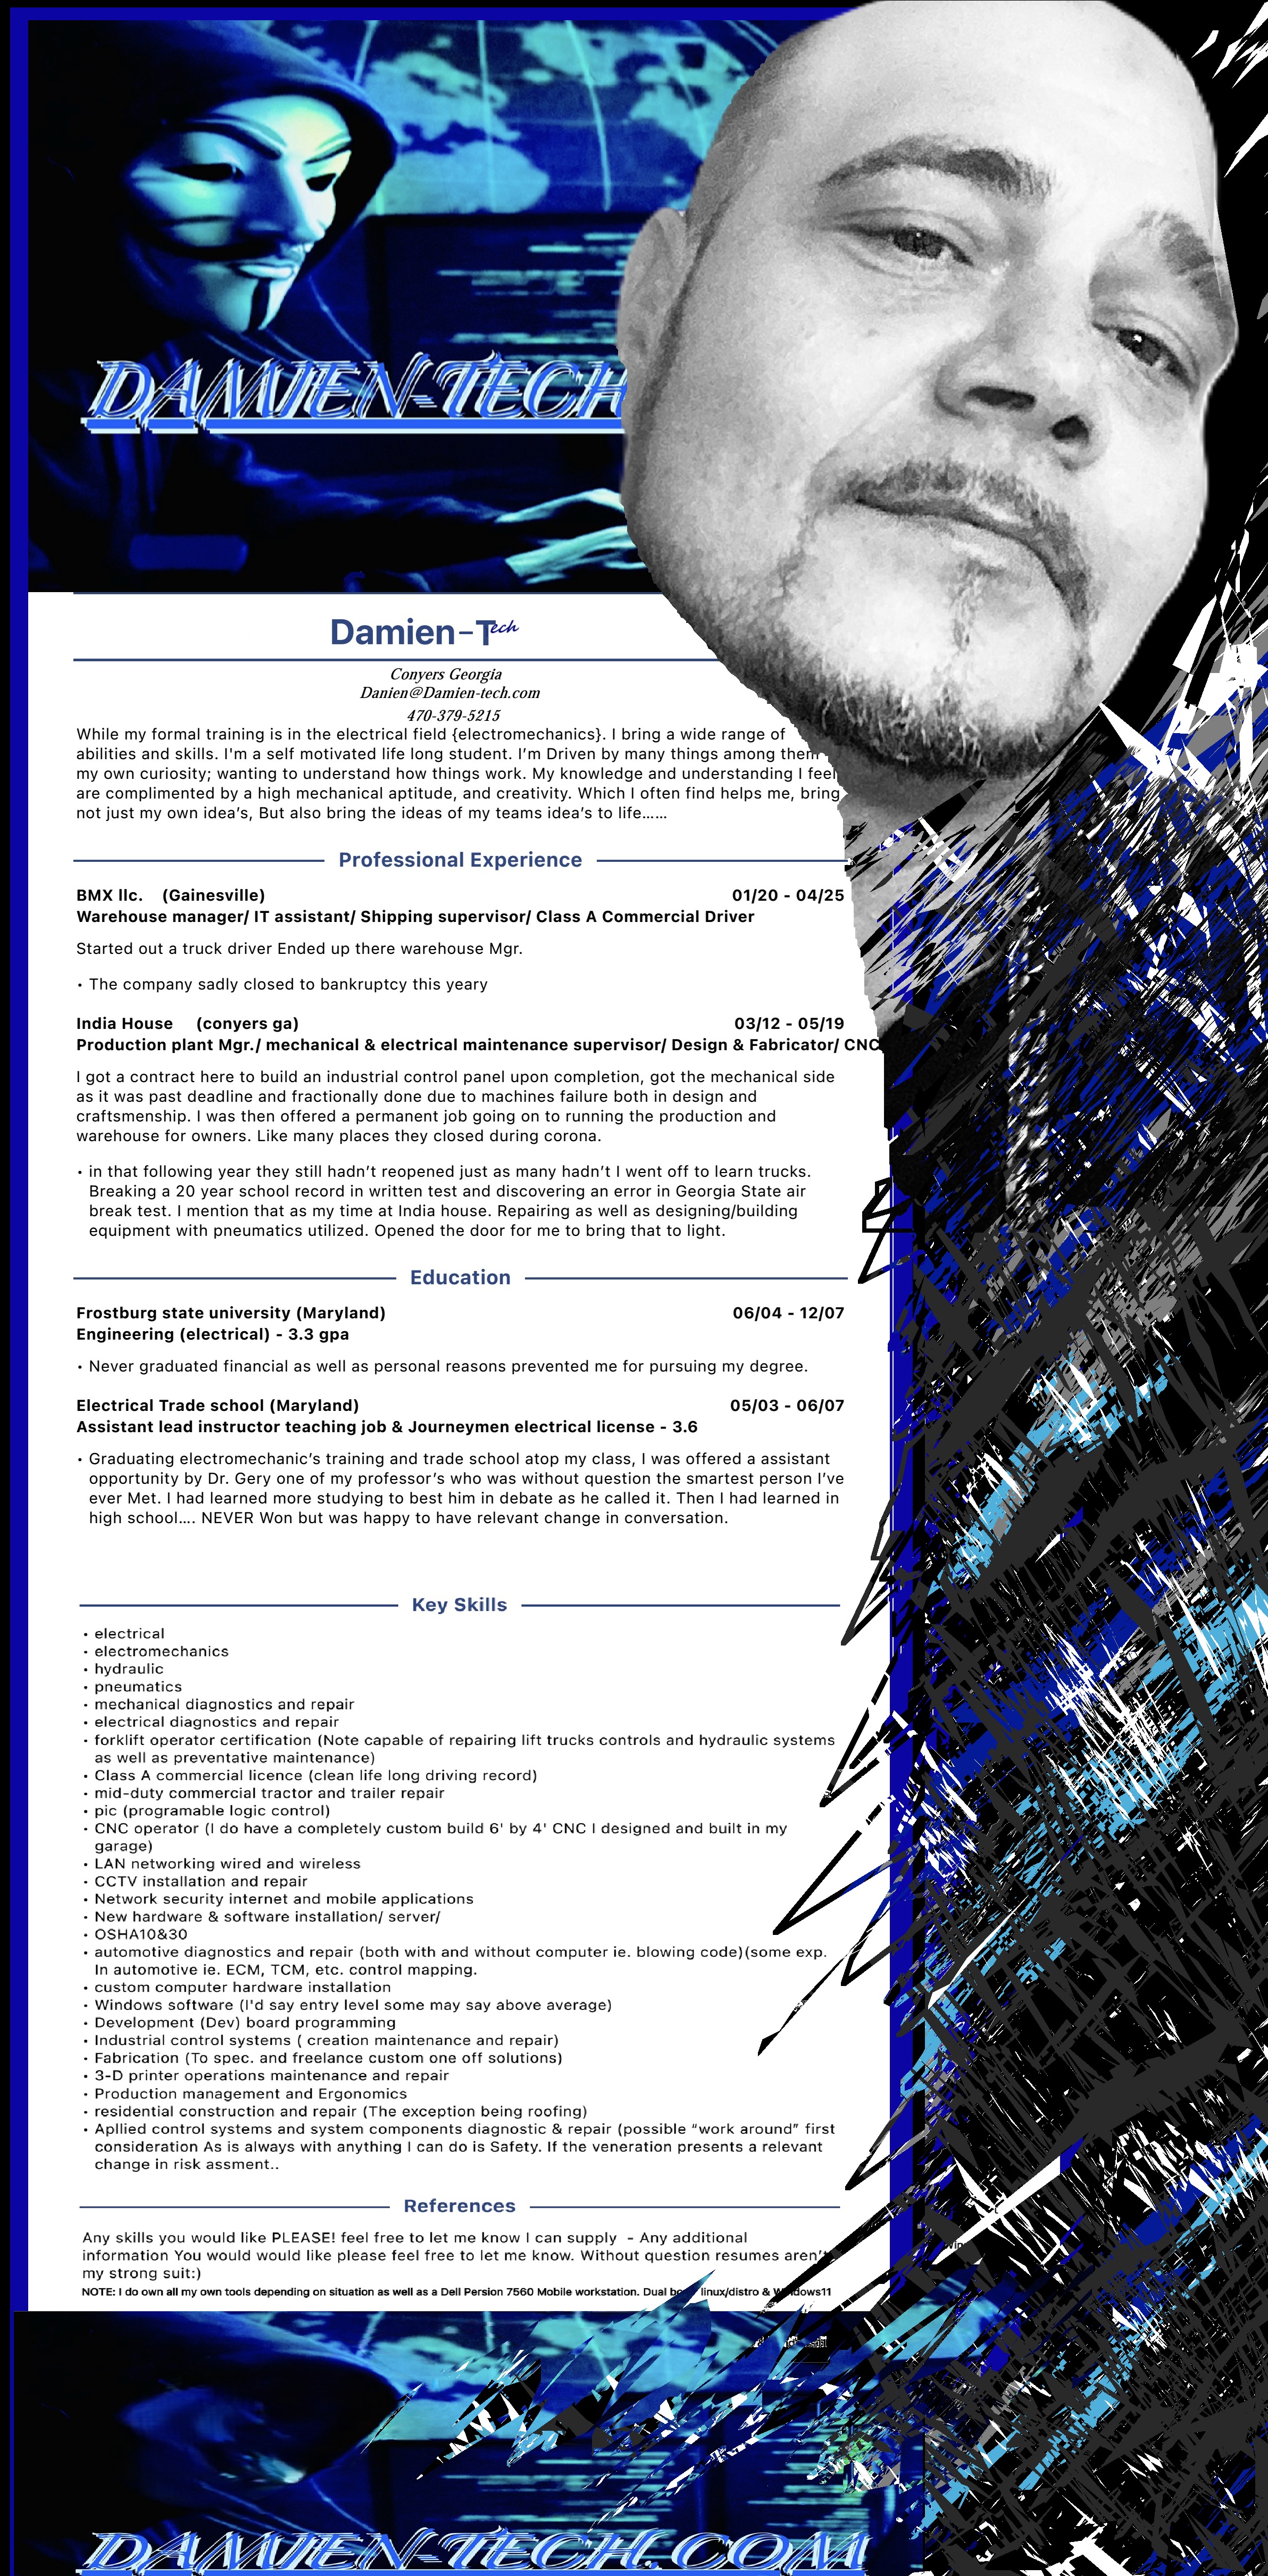 DAMIEN-TECH
Damien-Tech
Conyers Georgia
Danien@Damien-tech.com
470-379-5215
While my formal training is in the electrical field {electromechanics}. I bring a wide range of
abilities and skills. I'm a self motivated life long student. I'm Driven by many things among them
my own curiosity; wanting to understand how things work. My knowledge and understanding I feel
are complimented by a high mechanical aptitude, and creativity. Which I often find helps me, bring
not just my own idea's, But also bring the ideas of my teams idea's to life......
Professional Experience
BMX llc. (Gainesville) 01/20 - 04/25
Warehouse manager/ IT assistant/ Shipping supervisor/ Class A Commercial Driver
Started out a truck driver Ended up there warehouse Mgr.
• The company sadly closed to bankruptcy this yeary
India House (conyers ga) 03/12 - 05/19
Production plant Mgr./ mechanical & electrical maintenance supervisor/ Design & Fabricator/ CNC
I got a contract here to build an industrial control panel upon completion, got the mechanical side
as it was past deadline and fractionally done due to machines failure both in design and
craftsmenship. I was then offered a permanent job going on to running the production and
warehouse for owners. Like many places they closed during corona.
• in that following year they still hadn't reopened just as many hadn't I went off to learn trucks.
Breaking a 20 year school record in written test and discovering an error in Georgia State air
break test. I mention that as my time at India house. Repairing as well as designing/building
equipment with pneumatics utilized. Opened the door for me to bring that to light.
Education
Frostburg state university (Maryland) 06/04 - 12/07
Engineering (electrical) - 3.3 gpa
• Never graduated financial as well as personal reasons prevented me for pursuing my degree.
Electrical Trade school (Maryland) 05/03 - 06/07
Assistant lead instructor teaching job & Journeymen electrical license - 3.6
• Graduating electromechanic's training and trade school atop my class, I was offered a assistant
opportunity by Dr. Gery one of my professor's who was without question the smartest person I've
ever Met. I had learned more studying to best him in debate as he called it. Then I had learned in
high school.... NEVER Won but was happy to have relevant change in conversation.
Key Skills
• electrical
• electromechanics
• hydraulic
• pneumatics
• mechanical diagnostics and repair
• electrical diagnostics and repair
• forklift operator certification (Note capable of repairing lift trucks controls and hydraulic systems
as well as preventative maintenance)
• Class A commercial licence (clean life long driving record)
• mid-duty commercial tractor and trailer repair
• pic (programable logic control)
• CNC operator (I do have a completely custom build 6' by 4' CNC I designed and built in my
garage)
• LAN networking wired and wireless
• CCTV installation and repair
• Network security internet and mobile applications
• New hardware & software installation/ server/
• OSHA10&30
• automotive diagnostics and repair (both with and without computer ie. blowing code)(some exp.
In automotive ie. ECM, TCM, etc. control mapping.
• custom computer hardware installation
• Windows software (I'd say entry level some may say above average)
• Development (Dev) board programming
• Industrial control systems ( creation maintenance and repair)
• Fabrication (To spec. and freelance custom one off solutions)
• 3-D printer operations maintenance and repair
• Production management and Ergonomics
• residential construction and repair (The exception being roofing)
• Apllied control systems and system components diagnostic & repair (possible "work around" first
consideration As is always with anything I can do is Safety. If the veneration presents a relevant
change in risk assment..
References
Any skills you would like PLEASE! feel free to let me know I can supply - Any additional
information You would would like please feel free to let me know. Without question resumes aren't
my strong suit:)
NOTE: I do own all my own tools depending on situation as well as a Dell Persion 7560 Mobile workstation. Dual linux/distro & Windows11
DAMIEN-TECH.COM